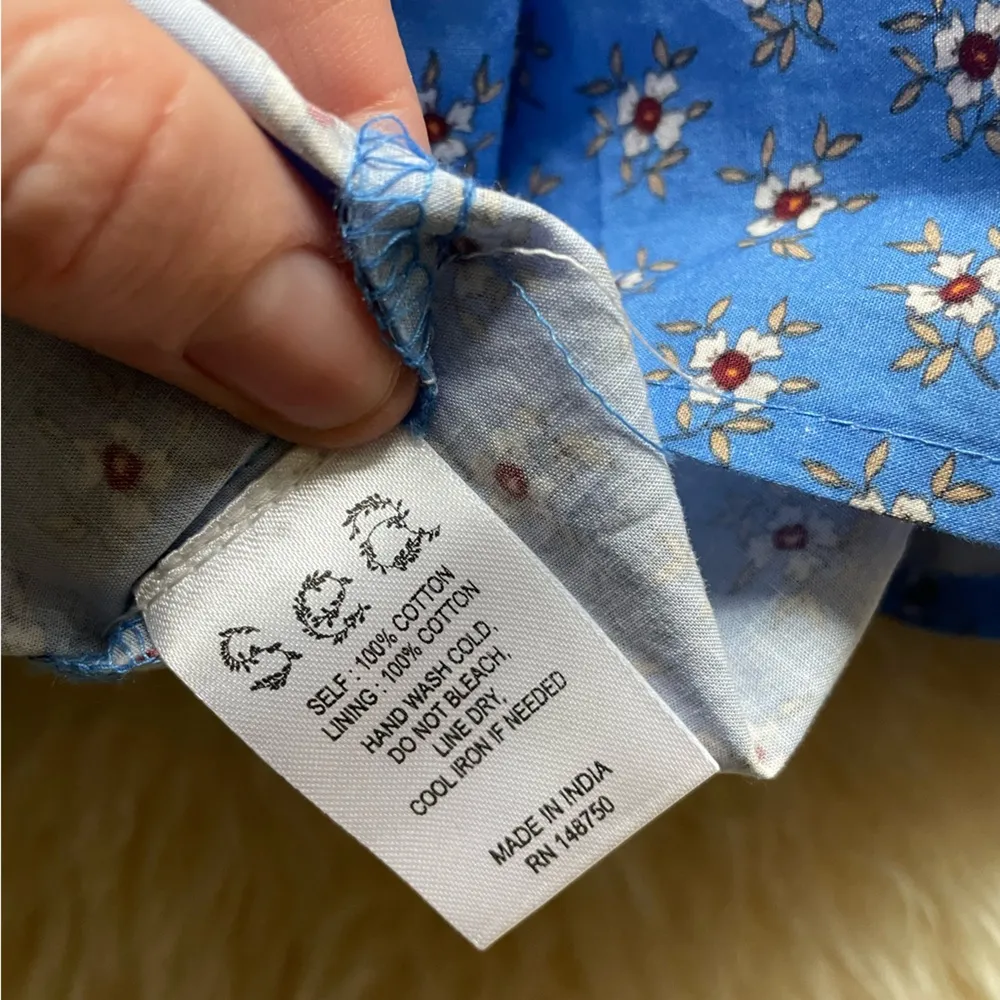 SELF : 100% COTTON
LINING : 100% COTTON
HAND WASH COLD,
DO NOT BLEACH,
LINE DRY,
COOL IRON IF NEEDED
MADE IN INDIA
RN 148750